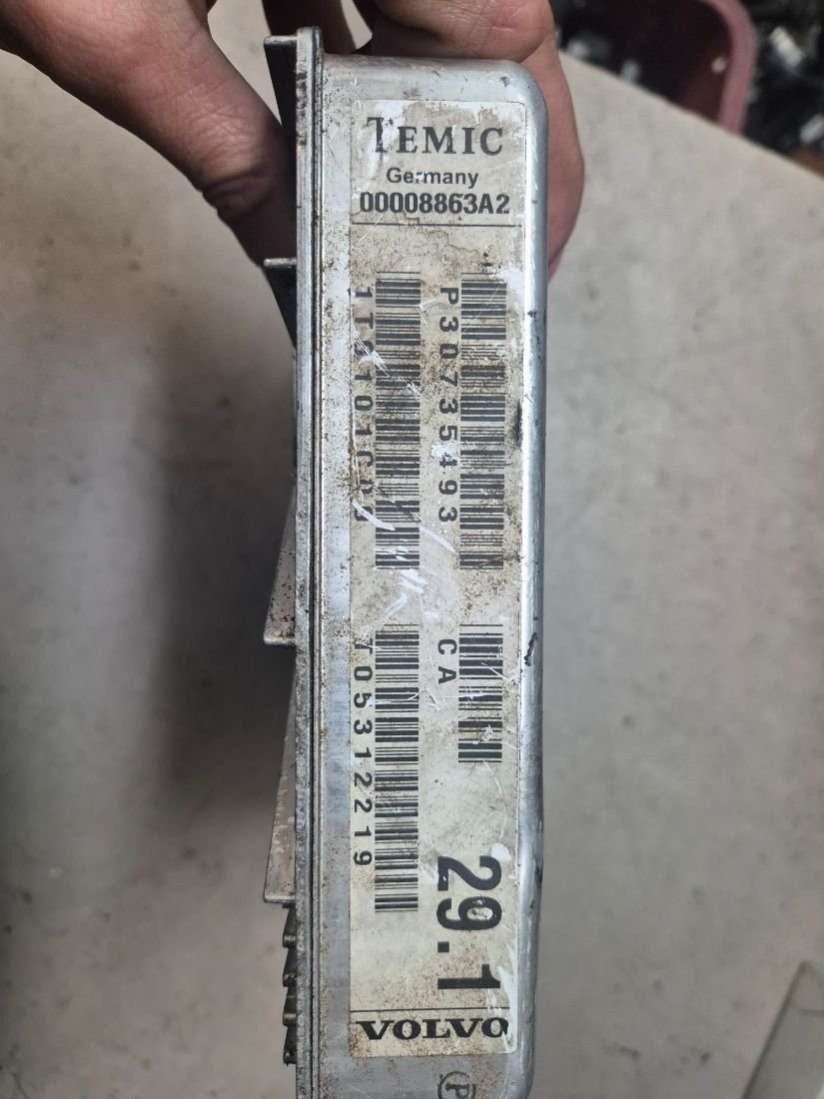 TEMIC
Germany
00008863A2
P30735493
CA
T05312219
29.1
VOLVO
P